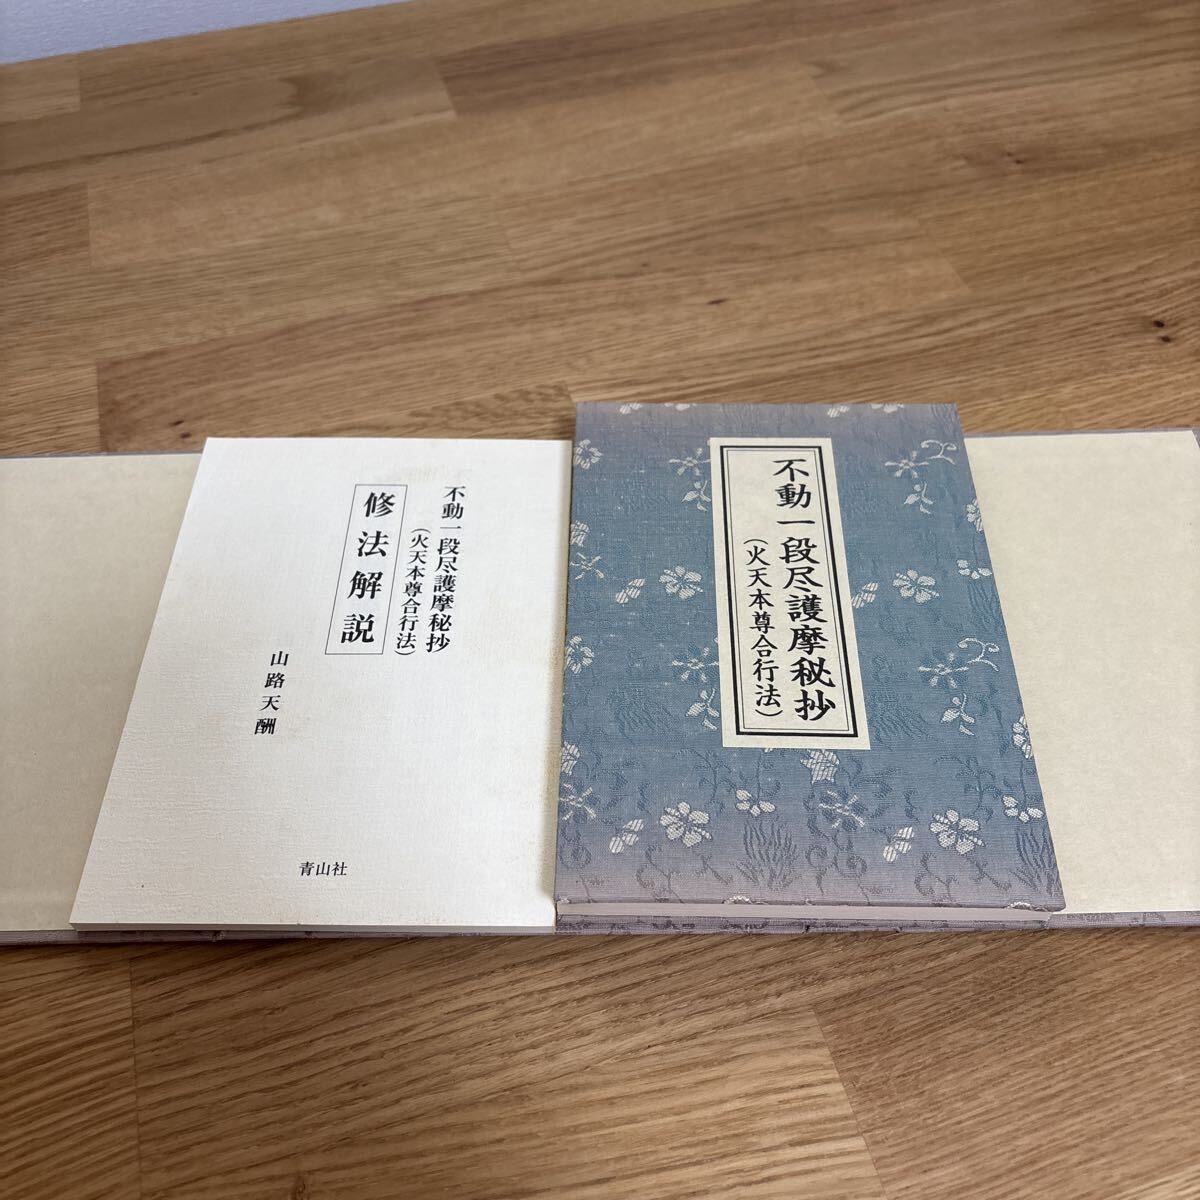 不動一段尽護摩秘抄
(火天本尊合行法)
修法解説
山路天酬
青山社
不動一段尽護摩秘抄
(火天本尊合行法)